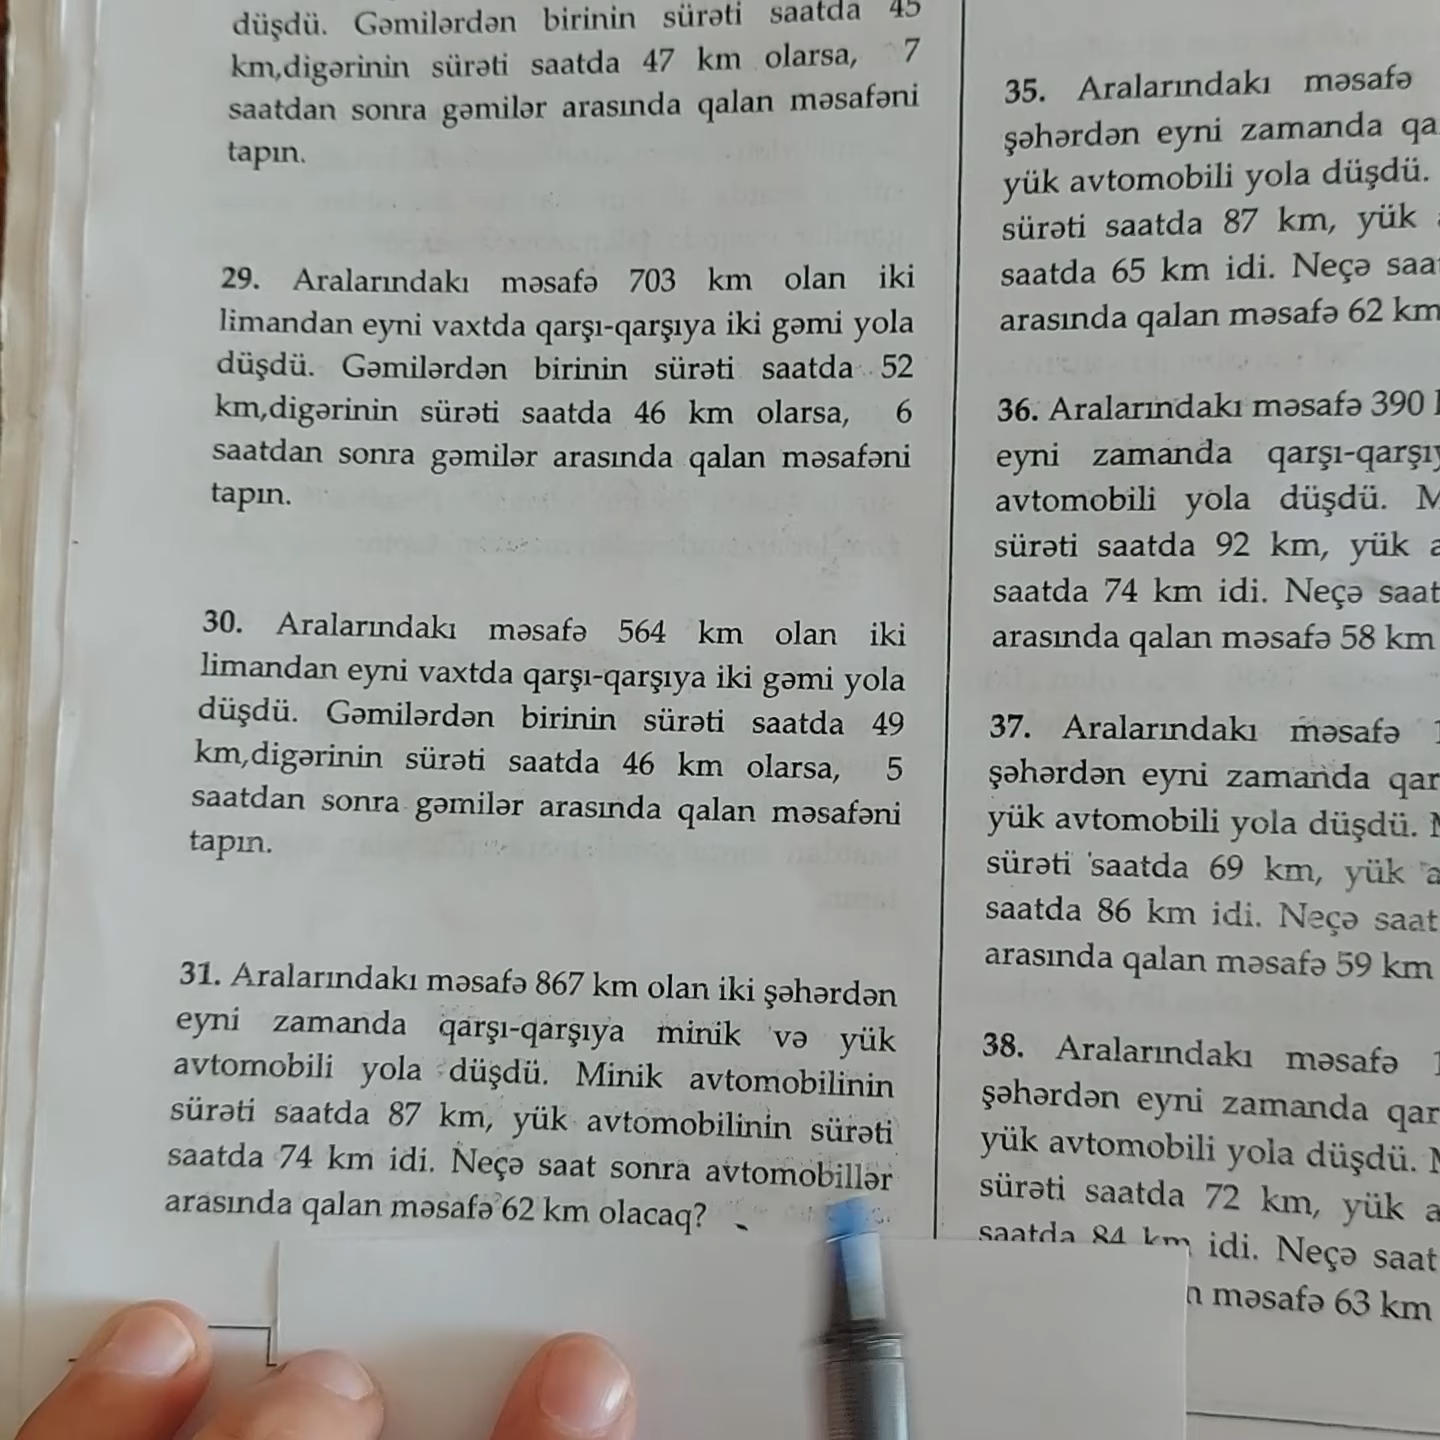 düşdü. Gəmilərdən birinin sürəti saatda 45
km,digərinin sürəti saatda 47 km olarsa, 7
saatdan sonra gəmilər arasında qalan məsafəni
tapın.
29. Aralarındakı məsafə 703 km olan iki
limandan eyni vaxtda qarşı-qarşıya iki gəmi yola
düşdü. Gəmilərdən birinin sürəti saatda 52
km,digərinin sürəti saatda 46 km olarsa, 6
saatdan sonra gəmilər arasında qalan məsafəni
tapın.
30. Aralarındakı məsafə 564 km olan iki
limandan eyni vaxtda qarşı-qarşıya iki gəmi yola
düşdü. Gəmilərdən birinin sürəti saatda 49
km,digərinin sürəti saatda 46 km olarsa, 5
saatdan sonra gəmilər arasında qalan məsafəni
tapın.
31. Aralarındakı məsafə 867 km olan iki şəhərdən
eyni zamanda qarşı-qarşıya minik və yük
avtomobili yola düşdü. Minik avtomobilinin
sürəti saatda 87 km, yük avtomobilinin sürəti
saatda 74 km idi. Neçə saat sonra avtomobillər
arasında qalan məsafə 62 km olacaq?
35. Aralarındakı məsafə
şəhərdən eyni zamanda
yük avtomobili yola düşdü.
sürəti saatda 87 km, yük
saatda 65 km idi. Neçə
arasında qalan məsafə 62 km
36. Aralarındakı məsafə 390
eyni zamanda
avtomobili yola düşdü.
sürəti saatda 92 km, yük
saatda 74 km idi. Neçə saat
arasında qalan məsafə 58 km
37. Aralarındakı məsafə
şəhərdən eyni zamanda
yük avtomobili yola düşdü.
sürəti saatda 69 km, yük
saatda 86 km idi. Neçə saat
arasında qalan məsafə 59 km
38. Aralarındakı məsafə
şəhərdən eyni zamanda
yük avtomobili yola düşdü.
sürəti saatda 72 km, yük
saatda 84 km idi. Neçə saat
məsafə 63 km